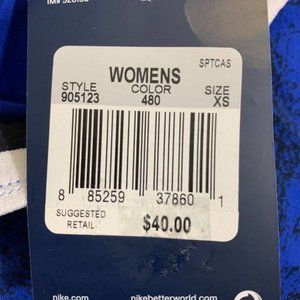 WOMENS
SPTCAS
STYLE COLOR SIZE
905123 480 XS
8 85259 37860 1
SUGGESTED
RETAIL
$40.00
nike.com nikebetterworld.com